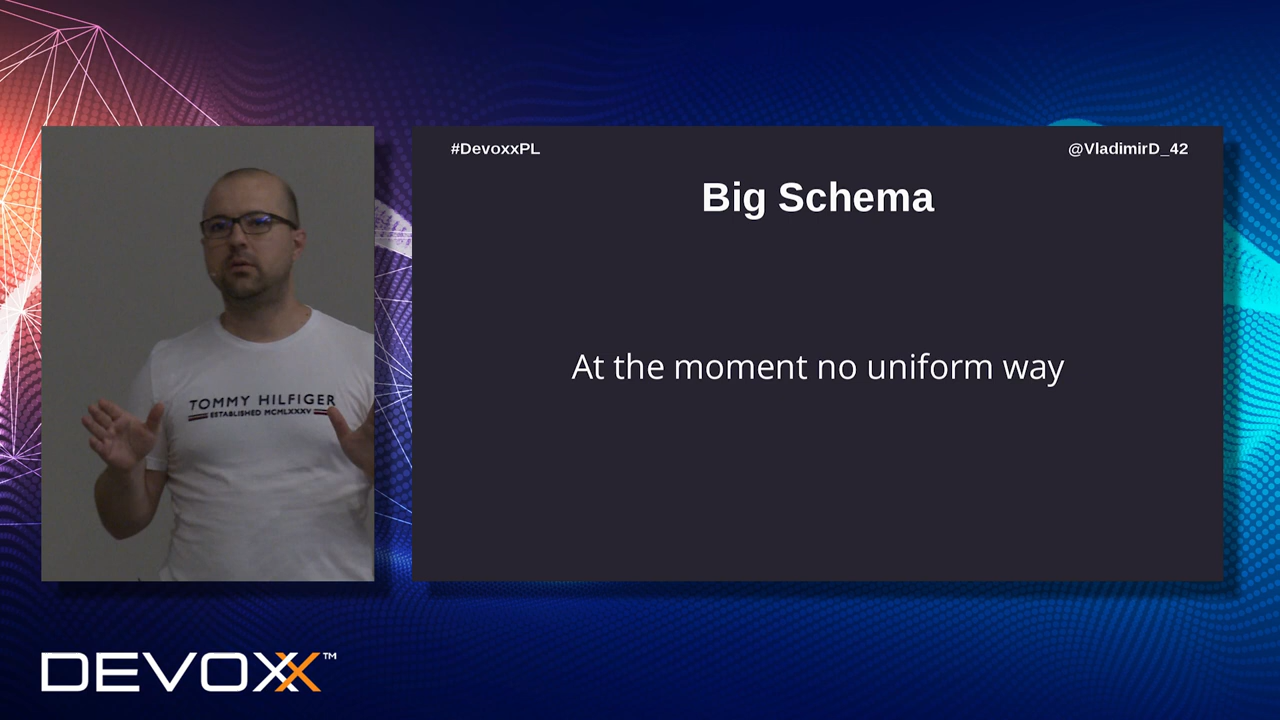 #DevoxxPL
@VladimirD_42
Big Schema
At the moment no uniform way
TOMMY HILFIGER
ESTABLISHED MCMLXXXV
DEVOXX™